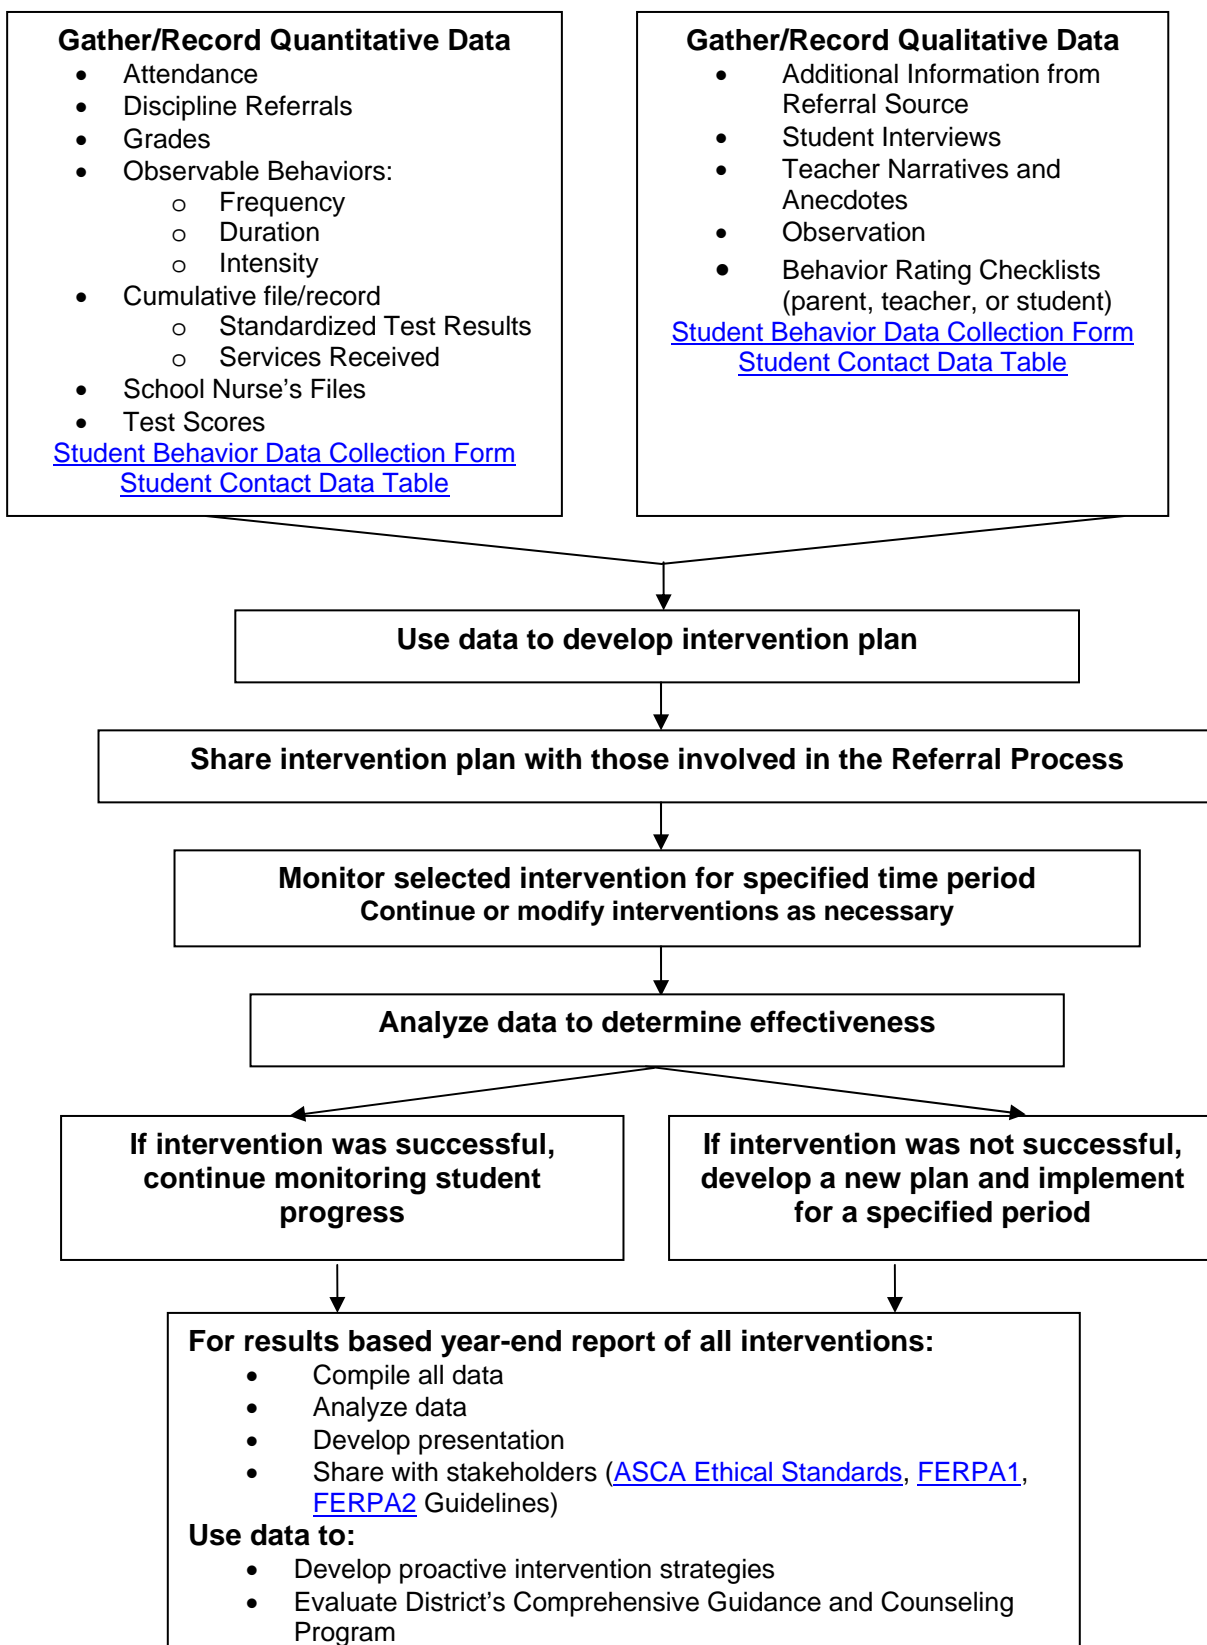 Gather/Record Quantitative Data
• Attendance
• Discipline Referrals
• Grades
• Observable Behaviors:
o Frequency
o Duration
o Intensity
• Cumulative file/record
o Standardized Test Results
o Services Received
• School Nurse's Files
• Test Scores
Student Behavior Data Collection Form
Student Contact Data Table
Gather/Record Qualitative Data
• Additional Information from
Referral Source
• Student Interviews
• Teacher Narratives and
Anecdotes
• Observation
• Behavior Rating Checklists
(parent, teacher, or student)
Student Behavior Data Collection Form
Student Contact Data Table
Use data to develop intervention plan
Share intervention plan with those involved in the Referral Process
Monitor selected intervention for specified time period
Continue or modify interventions as necessary
Analyze data to determine effectiveness
If intervention was successful,
continue monitoring student
progress
If intervention was not successful,
develop a new plan and implement
for a specified period
For results based year-end report of all interventions:
• Compile all data
• Analyze data
• Develop presentation
• Share with stakeholders (ASCA Ethical Standards, FERPA1,
FERPA2 Guidelines)
Use data to:
• Develop proactive intervention strategies
• Evaluate District's Comprehensive Guidance and Counseling
Program